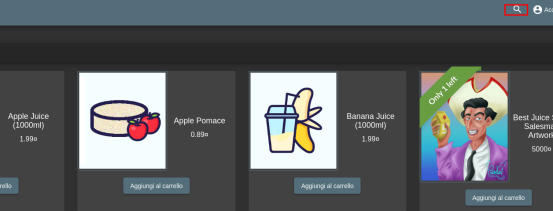 Acc
Apple Juice
(1000ml)
1.99¤
Apple Pomace
0.89¤
Aggiungi al carrello
Banana Juice
(1000ml)
1.99¤
Aggiungi al carrello
Only 1 left
Best Juice S
Salesma
Artwork
5000¤
Aggiungi al carrello
rello